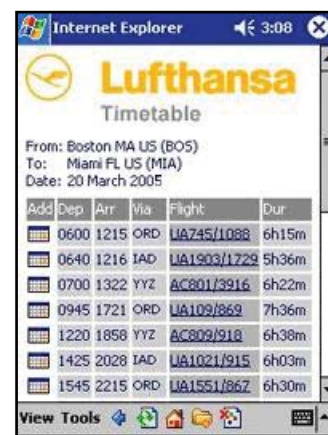 Internet Explorer 3:08
Lufthansa
Timetable
From: Boston MA US (BOS)
To: Miami FL US (MIA)
Date: 20 March 2005
Add Dep Arr Via Flight Dur
0600 1215 ORD UA745/1088 6h15m
0640 1216 IAD UA1903/1729 5h36m
0700 1322 YYZ AC801/3916 6h22m
0945 1721 ORD UA109/869 7h36m
1220 1858 YYZ AC809/918 6h38m
1425 2028 IAD UA1021/915 6h03m
1545 2215 ORD UA1551/867 6h30m
View Tools